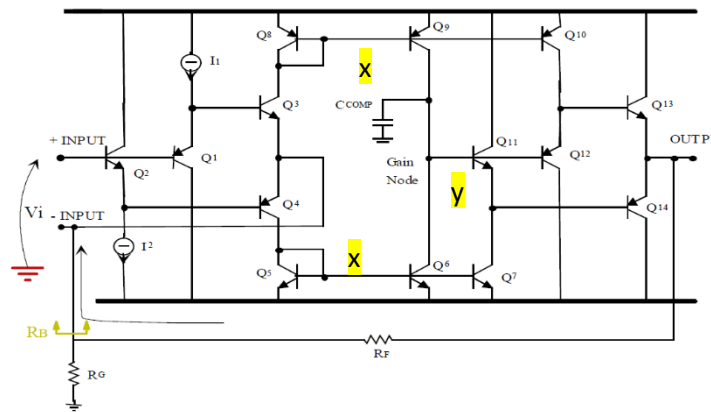 Q8
Q9
Q10
I1
x
Q3
CCOMP
Q13
+ INPUT
Q11
OUTP
Q1
Gain
Node
Q12
Q2
Q4
y
Vi
- INPUT
Q14
I2
x
Q5
Q6
Q7
RB
RF
RG